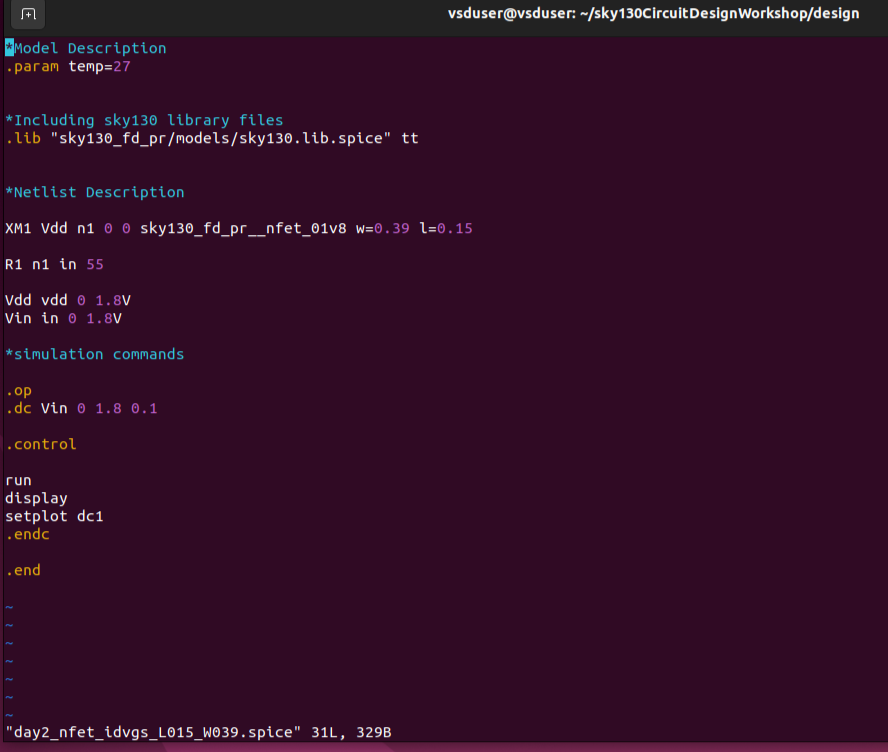 vsduser@vsduser: ~/sky130CircuitDesignWorkshop/design
*Model Description
.param temp=27
*Including sky130 library files
.lib "sky130_fd_pr/models/sky130.lib.spice" tt
*Netlist Description
XM1 Vdd n1 0 0 sky130_fd_pr__nfet_01v8 w=0.39 l=0.15
R1 n1 in 55
Vdd vdd 0 1.8V
Vin in 0 1.8V
*simulation commands
.op
.dc Vin 0 1.8 0.1
.control
run
display
setplot dc1
.endc
.end
~
~
~
~
~
~
~
"day2_nfet_idvgs_L015_W039.spice" 31L, 329B